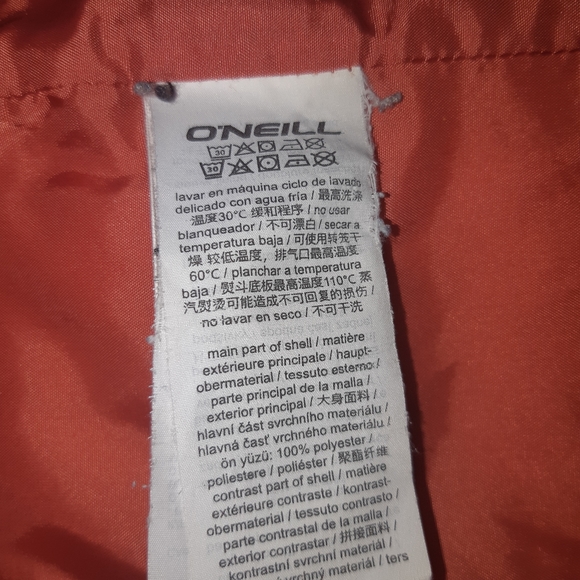 O'NEILL
30
30
lavar en máquina ciclo de lavado
delicado con agua fría / 最高洗涤
温度30°C 缓和程序 / no usar
blanqueador / 不可漂白 / secar a
temperatura baja / 可使用转笼干
燥 较低温度，排气口最高温度
60°C / planchar a temperatura
baja / 熨斗底板最高温度110°C 蒸
汽熨烫可能造成不可回复的损伤 /
no lavar en seco / 不可干洗
main part of shell / matière
extérieure principale / haupt-
obermaterial / tessuto esterno /
parte principal de la malla /
exterior principal / 大身面料 /
hlavní část svrchního materiálu /
hlavná časť vrchného materiálu /
ön yüzü: 100% polyester /
poliestere / poliéster / 聚酯纤维
contrast part of shell / matière
extérieure contraste / kontrast-
obermaterial / tessuto contrasto /
parte contrastal de la malla /
exterior contrastar / 拼接面料 /
kontrastní svrchní materiál /
vrchný materiál / ters